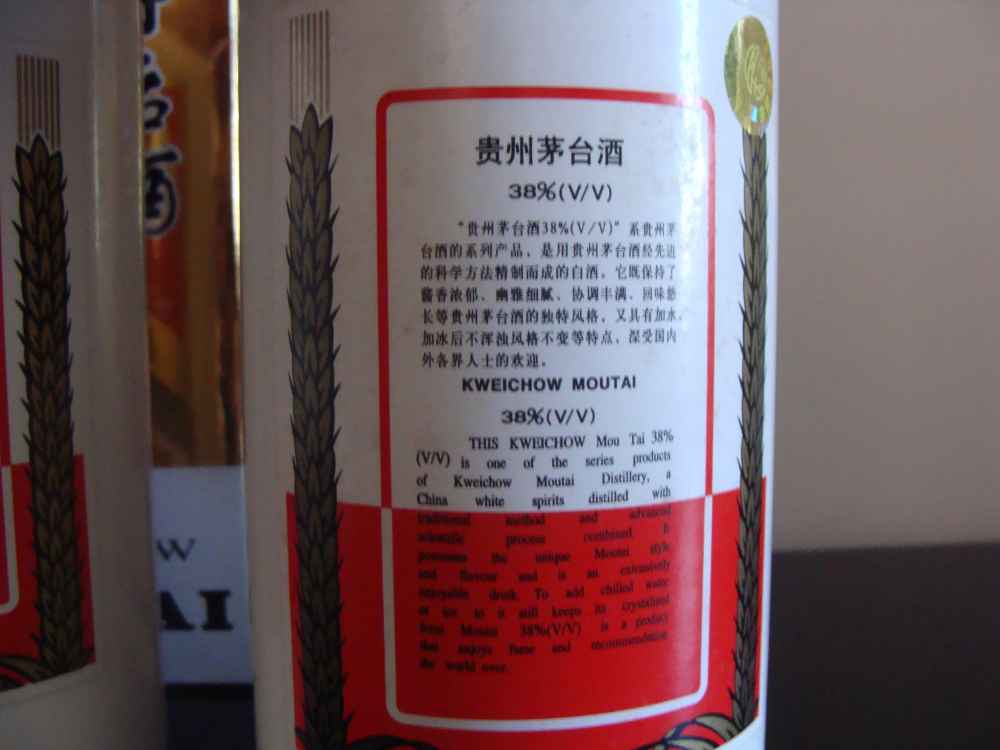 台酒
贵州茅台酒
38%(V/V)
"贵州茅台酒38%(V/V)"系贵州茅
台酒的系列产品，是用贵州茅台酒经先进
的科学方法精制而成的白酒。它既保持了
酱香浓郁、幽雅细腻、协调丰满、回味悠
长等贵州茅台酒的独特风格，又具有加水、
加冰后不浑浊风格不变等特点，深受国内
外各界人士的欢迎。
KWEICHOW MOUTAI
38%(V/V)
THIS KWEICHOW Mou Tai 38%
(V/V) is one of the series products
of Kweichow Moutai Distillery, a
China white spirits distilled with
traditional method and advanced
scientific process combined. It
possesses the unique Moutai style
and flavour and is an extensively
enjoyable drink. To add chilled water
or ice to it still keeps its crystalized
form Moutai 38%(V/V) is a product
that enjoys fame and recommendation
the world over.
W
AI